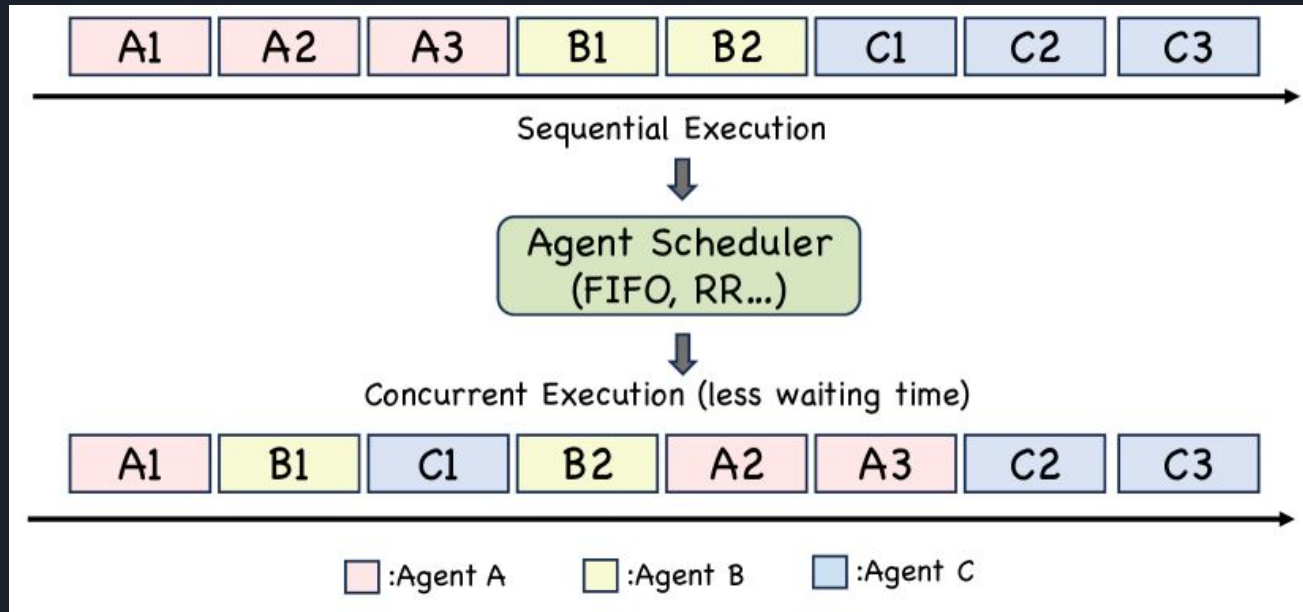 A1 A2 A3 B1 B2 C1 C2 C3
Sequential Execution
Agent Scheduler
(FIFO, RR...)
Concurrent Execution (less waiting time)
A1 B1 C1 B2 A2 A3 C2 C3
:Agent A :Agent B :Agent C